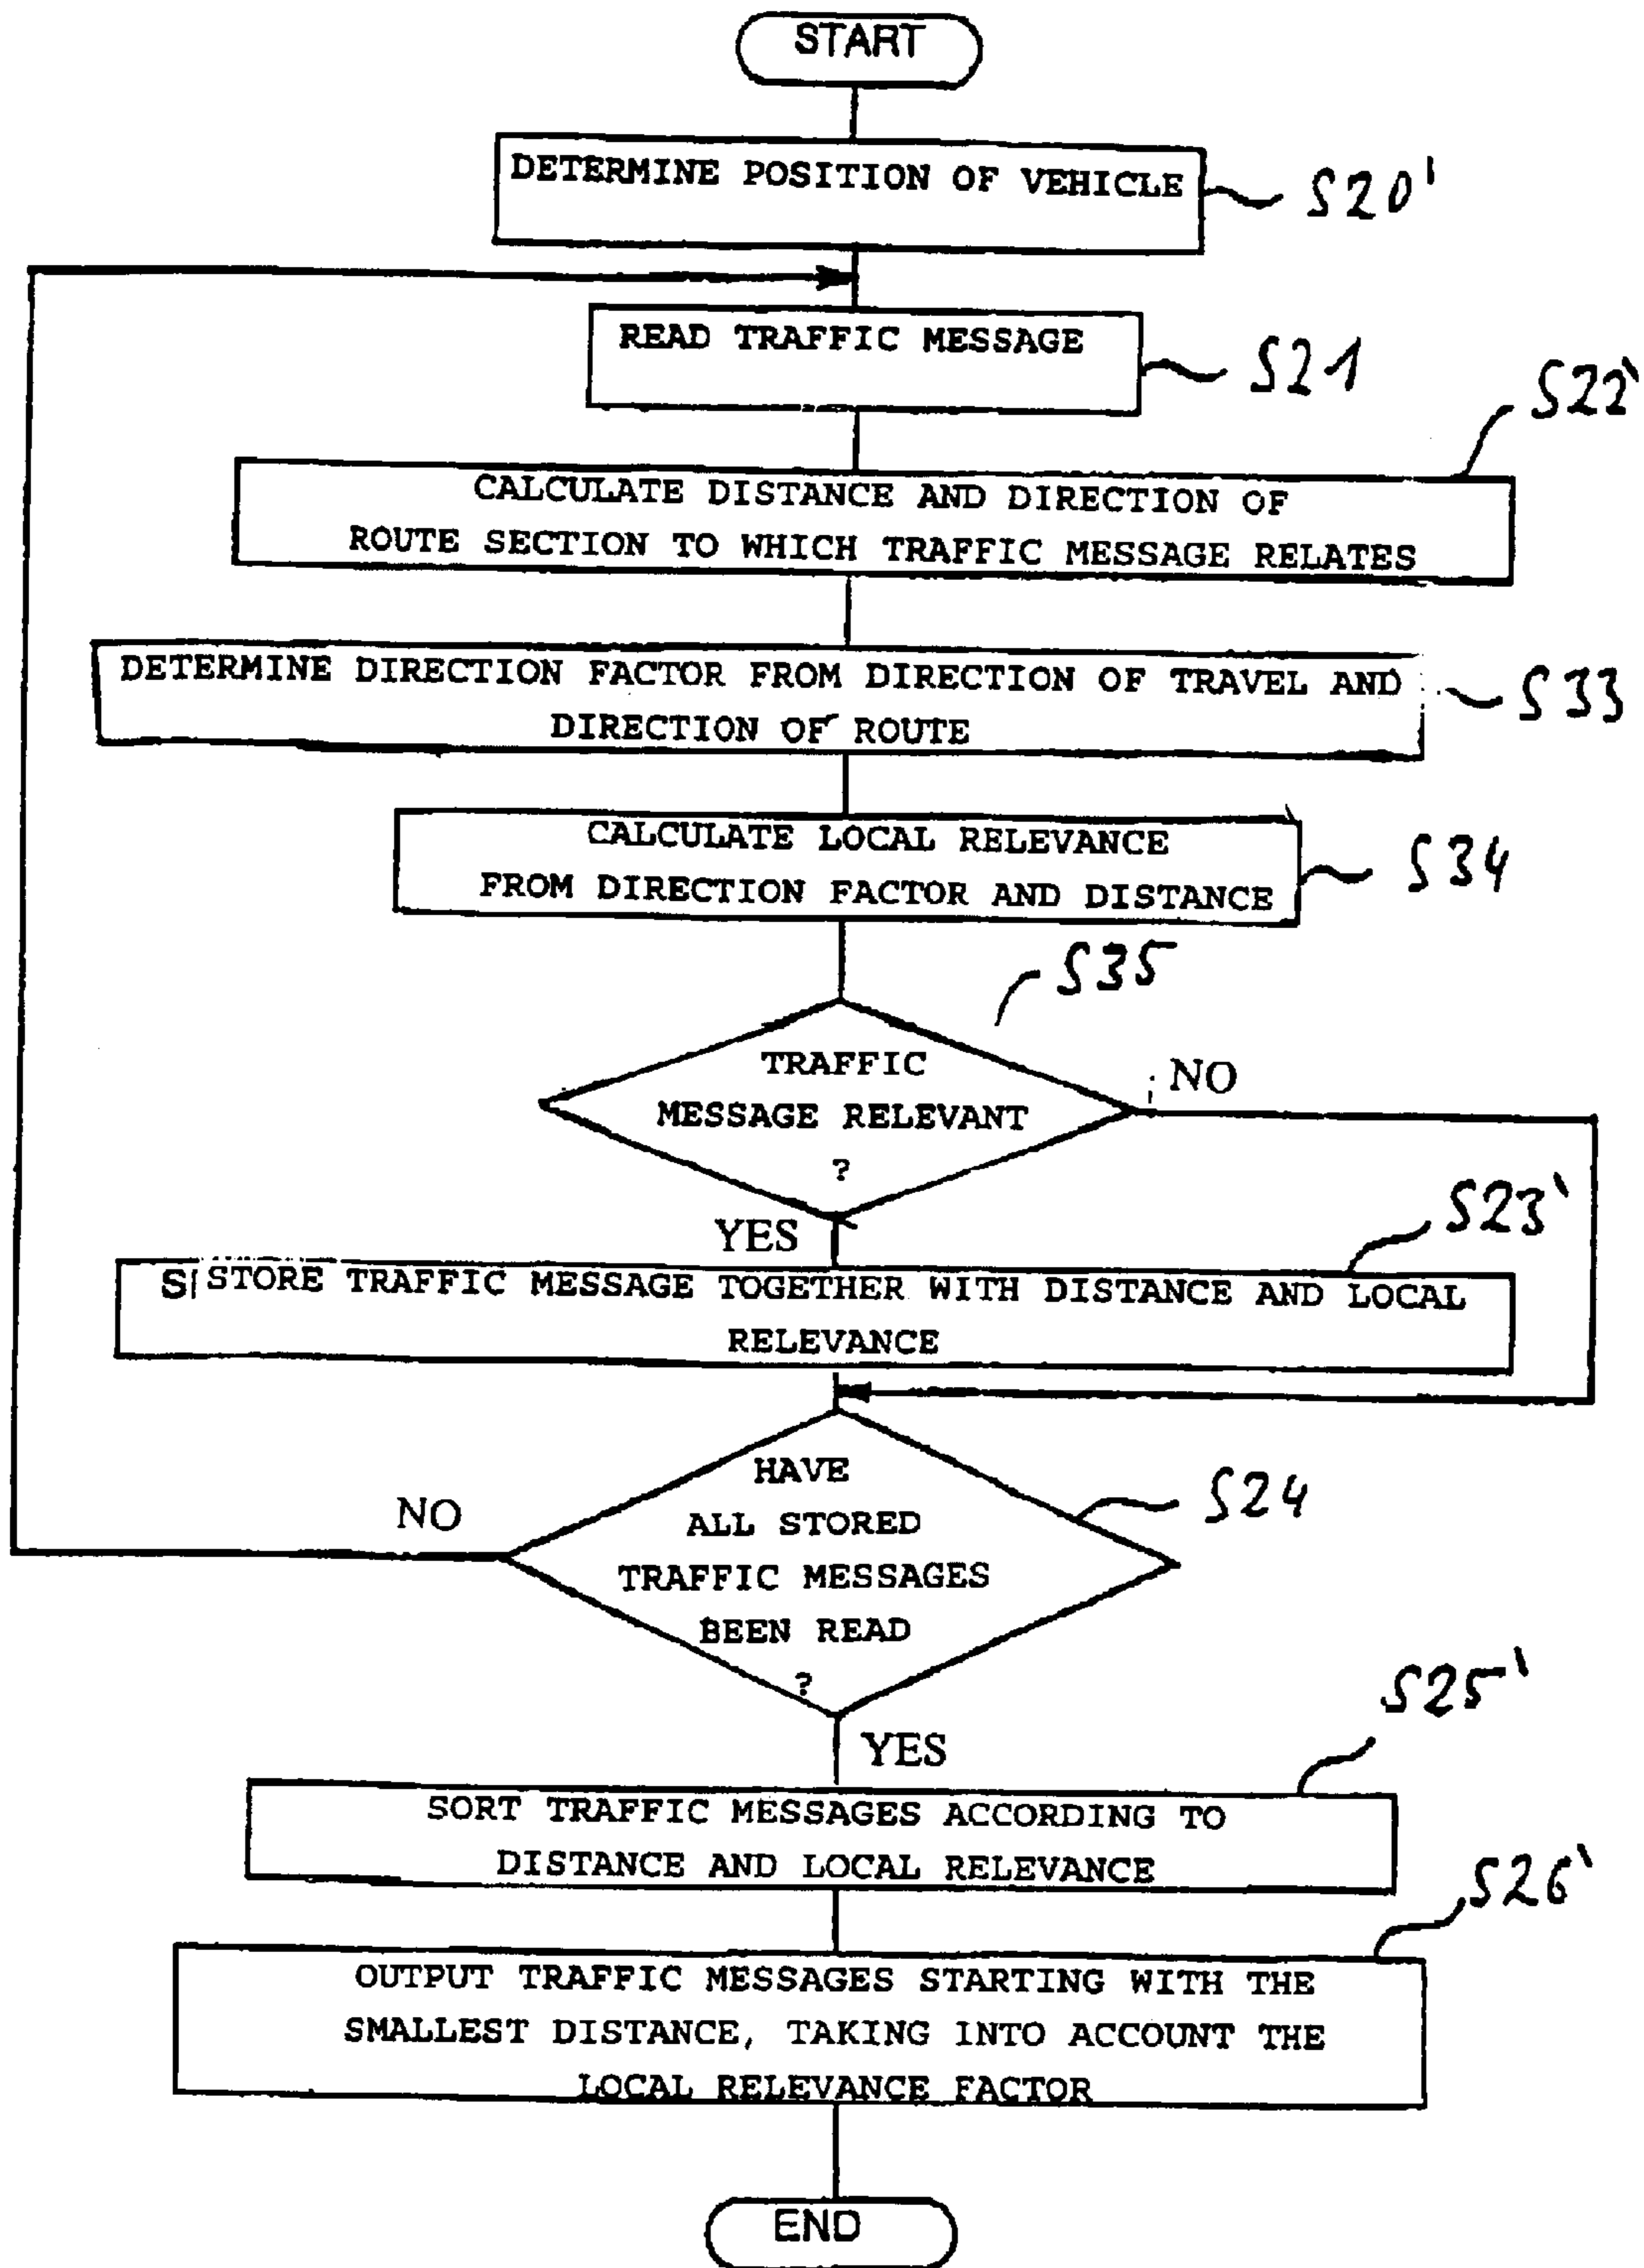 START
DETERMINE POSITION OF VEHICLE
S20'
READ TRAFFIC MESSAGE
S21
S22'
CALCULATE DISTANCE AND DIRECTION OF
ROUTE SECTION TO WHICH TRAFFIC MESSAGE RELATES
DETERMINE DIRECTION FACTOR FROM DIRECTION OF TRAVEL AND
DIRECTION OF ROUTE
S33
CALCULATE LOCAL RELEVANCE
FROM DIRECTION FACTOR AND DISTANCE
S34
S35
TRAFFIC
MESSAGE RELEVANT
?
NO
YES
S23'
S STORE TRAFFIC MESSAGE TOGETHER WITH DISTANCE AND LOCAL
RELEVANCE
HAVE
ALL STORED
TRAFFIC MESSAGES
BEEN READ
?
NO
S24
YES
S25'
SORT TRAFFIC MESSAGES ACCORDING TO
DISTANCE AND LOCAL RELEVANCE
S26'
OUTPUT TRAFFIC MESSAGES STARTING WITH THE
SMALLEST DISTANCE, TAKING INTO ACCOUNT THE
LOCAL RELEVANCE FACTOR
END